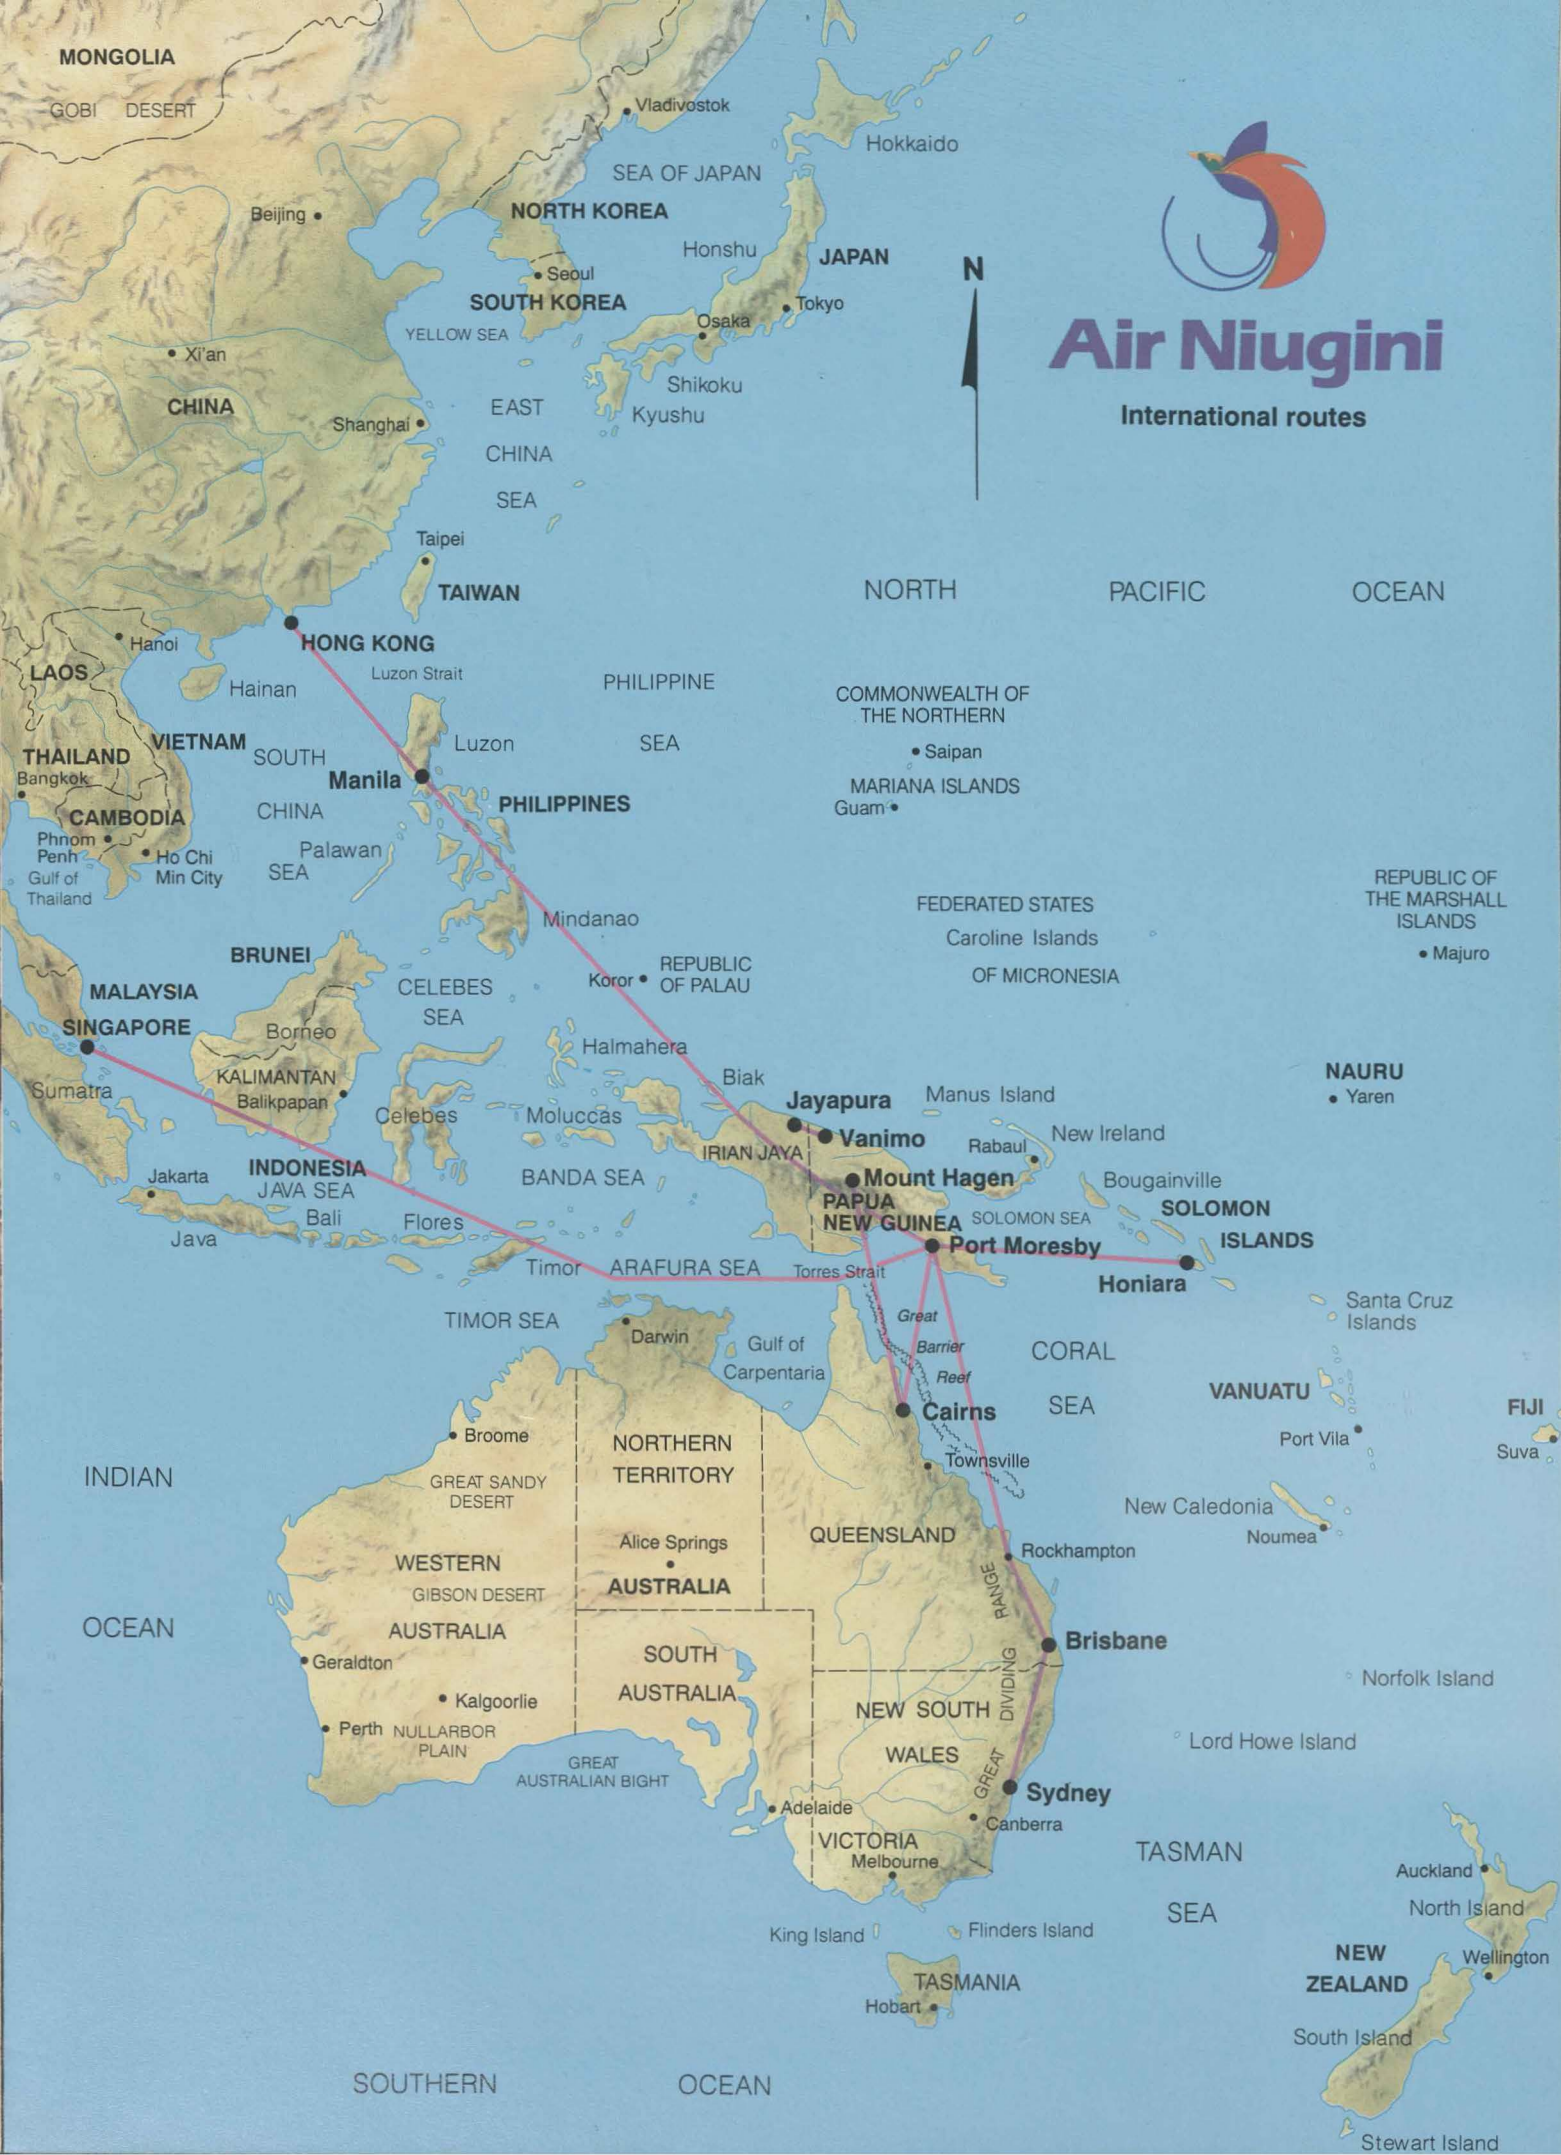 MONGOLIA
GOBI DESERT
Vladivostok
Hokkaido
SEA OF JAPAN
Beijing
NORTH KOREA
Honshu
JAPAN
N
Seoul
SOUTH KOREA
Tokyo
Osaka
YELLOW SEA
Air Niugini
International routes
Xi'an
Shikoku
CHINA
Kyushu
Shanghai
EAST
CHINA
SEA
Taipei
TAIWAN
NORTH PACIFIC OCEAN
Hanoi
HONG KONG
LAOS
Luzon Strait
Hainan
PHILIPPINE
SEA
COMMONWEALTH OF
THE NORTHERN
Saipan
MARIANA ISLANDS
Guam
VIETNAM
Luzon
THAILAND
SOUTH
CHINA
SEA
Bangkok
Manila
PHILIPPINES
CAMBODIA
Phnom
Penh
Ho Chi
Min City
Palawan
Gulf of
Thailand
REPUBLIC OF
THE MARSHALL
ISLANDS
Majuro
FEDERATED STATES
Caroline Islands
OF MICRONESIA
Mindanao
BRUNEI
Koror
REPUBLIC
OF PALAU
MALAYSIA
CELEBES
SEA
SINGAPORE
Borneo
Halmahera
KALIMANTAN
Balikpapan
Sumatra
Biak
NAURU
Yaren
Jayapura
Manus Island
Celebes
Moluccas
Vanimo
New Ireland
Rabaul
IRIAN JAYA
INDONESIA
JAVA SEA
BANDA SEA
Mount Hagen
Bougainville
Jakarta
PAPUA
NEW GUINEA
SOLOMON SEA
SOLOMON
ISLANDS
Bali
Flores
Java
Port Moresby
Timor
ARAFURA SEA
Torres Strait
Honiara
Santa Cruz
Islands
TIMOR SEA
Darwin
Gulf of
Carpentaria
Great
Barrier
Reef
CORAL
SEA
VANUATU
FIJI
Cairns
Port Vila
Suva
Broome
NORTHERN
TERRITORY
Townsville
INDIAN
OCEAN
GREAT SANDY
DESERT
New Caledonia
Noumea
QUEENSLAND
Alice Springs
Rockhampton
WESTERN
AUSTRALIA
GIBSON DESERT
AUSTRALIA
GREAT DIVIDING RANGE
Brisbane
Geraldton
SOUTH
AUSTRALIA
Norfolk Island
Kalgoorlie
NEW SOUTH
WALES
Perth
NULLARBOR
PLAIN
Lord Howe Island
GREAT
AUSTRALIAN BIGHT
Sydney
Adelaide
Canberra
VICTORIA
Melbourne
TASMAN
SEA
Auckland
North Island
King Island
Flinders Island
NEW
ZEALAND
Wellington
TASMANIA
Hobart
South Island
SOUTHERN OCEAN
Stewart Island